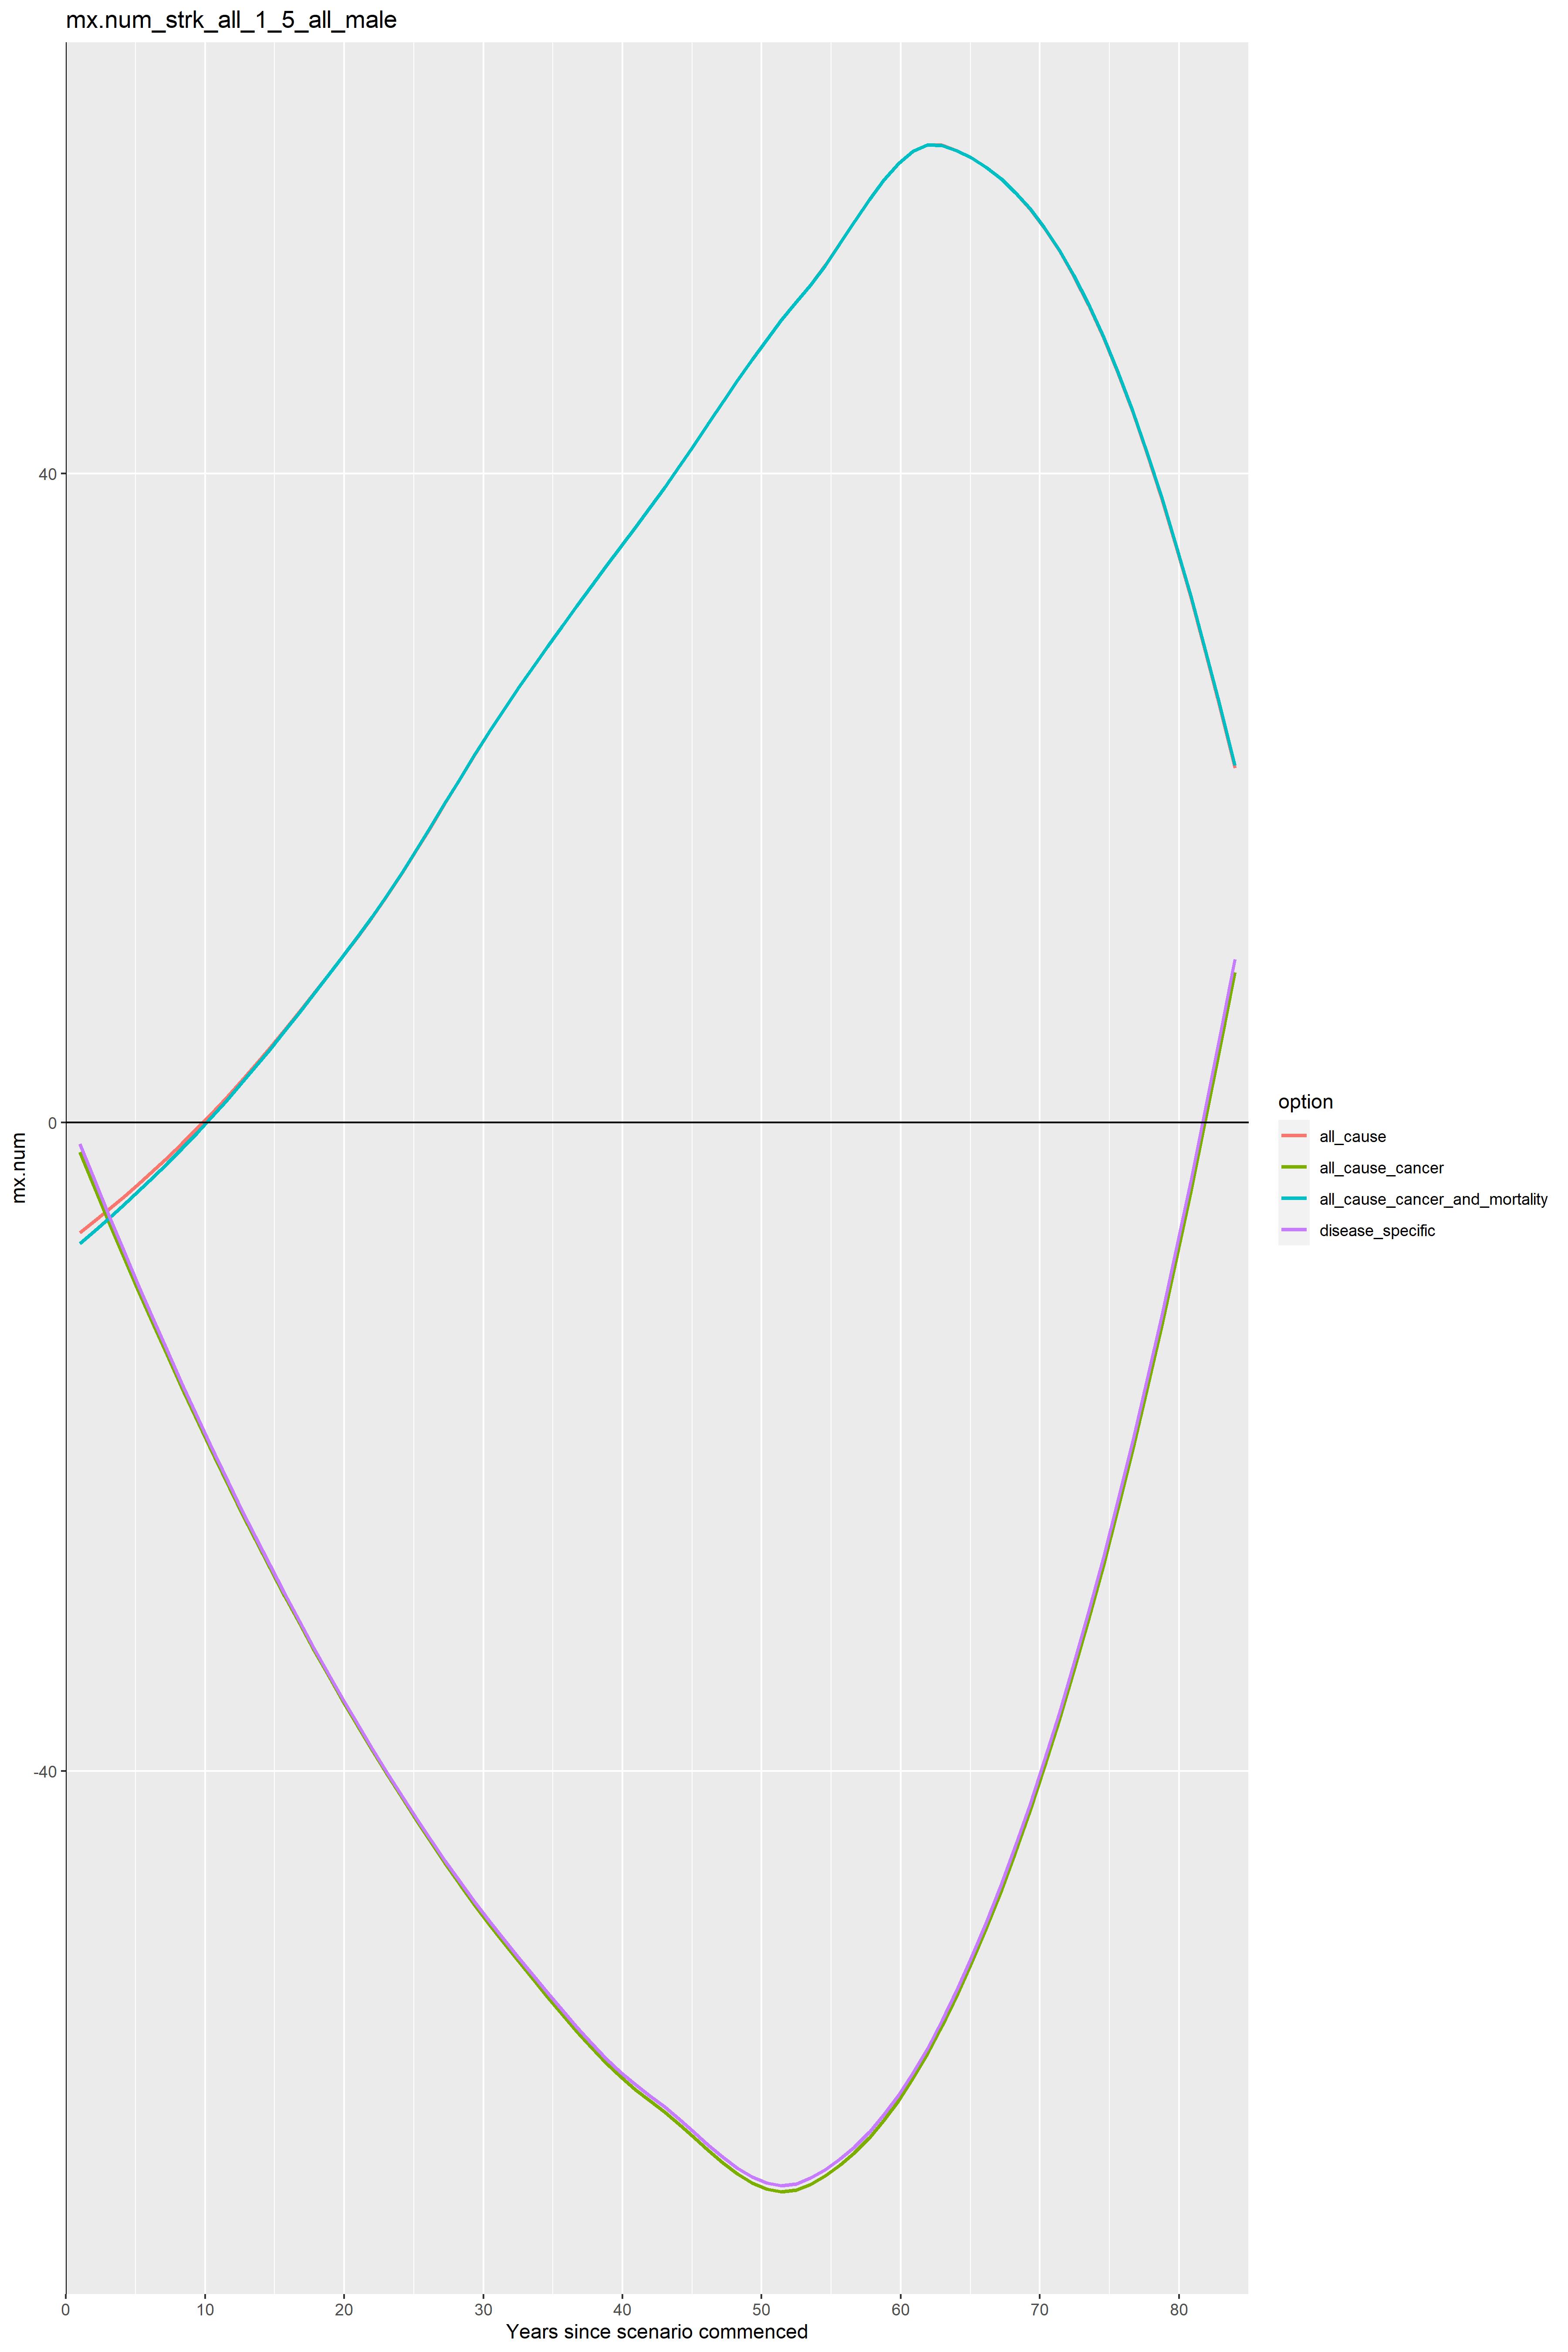 mx.num_strk_all_1_5_all_male
mx.num
40
0
-40
0 10 20 30 40 50 60 70 80
Years since scenario commenced
option
all_cause
all_cause_cancer
all_cause_cancer_and_mortality
disease_specific